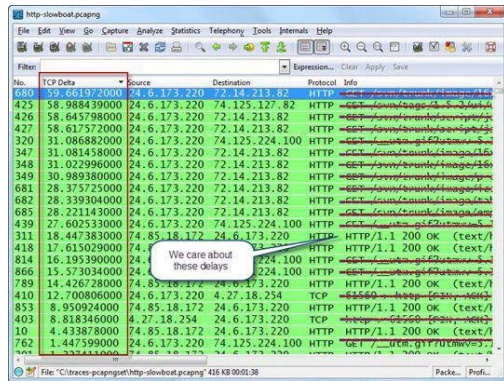 http-slowboat.pcapng
File Edit View Go Capture Analyze Statistics Telephony Tools Internals Help
Filter: Expression... Clear Apply Save
No. TCP Delta Source Destination Protocol Info
680 59.661972000 24.6.173.220 72.14.213.82 HTTP
425 58.988439000 24.6.173.220 74.125.127.82 HTTP
426 58.645798000 24.6.173.220 72.14.213.82 HTTP
427 58.617572000 24.6.173.220 72.14.213.82 HTTP
320 31.086882000 24.6.173.220 74.125.224.100 HTTP
347 31.081458000 24.6.173.220 72.14.213.82 HTTP
348 31.022996000 24.6.173.220 72.14.213.82 HTTP
349 30.989380000 24.6.173.220 72.14.213.82 HTTP
681 28.375725000 24.6.173.220 72.14.213.82 HTTP
682 28.339304000 24.6.173.220 72.14.213.82 HTTP
685 28.221143000 24.6.173.220 72.14.213.82 HTTP
439 27.602533000 24.6.173.220 74.125.224.100 HTTP
311 18.447383000 74.85.18.172 24.6.173.220 HTTP HTTP/1.1 200 OK (text/
418 17.615029000 74.85.18.172 HTTP HTTP/1.1 200 OK (text/
814 16.195390000 24.6.173.220 HTTP
866 15.573034000 24.6.173.220 HTTP
We care about
these delays
789 14.426728000 74.85.18.172 24.6.173.220 HTTP HTTP/1.1 200 OK (text/
410 12.700806000 24.6.173.220 4.27.18.254 TCP
853 8.950924000 74.85.18.172 24.6.173.220 HTTP HTTP/1.1 200 OK (text/
403 8.818346000 4.27.18.254 24.6.173.220 TCP
10 4.433878000 74.85.18.172 24.6.173.220 HTTP HTTP/1.1 200 OK (text/
762 1.447599000 24.6.173.220 74.125.224.100 HTTP
File: "C:\traces-pcapngset\http-slowboat.pcapng" 416 KB 00:01:38 Packe... Profi...